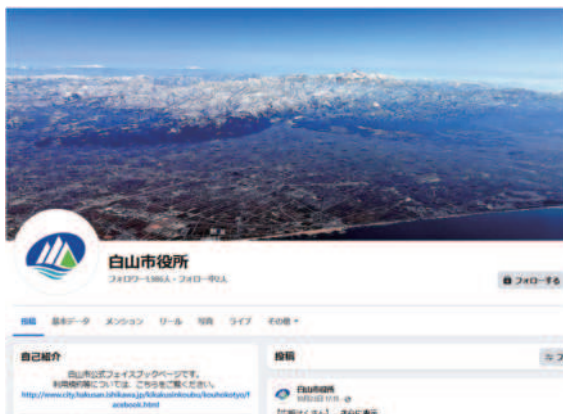 白山市役所
フォロワー1,986人・フォロー中2人
フォローする
投稿 基本データ メンション リール 写真 ライブ その他
自己紹介
白山市公式フェイスブックページです。
利用規約等については、こちらをご覧ください。
http://www.city.hakusan.ishikawa.jp/kikakusinkoubu/kouhokotyo/f
acebook.html
投稿
白山市役所